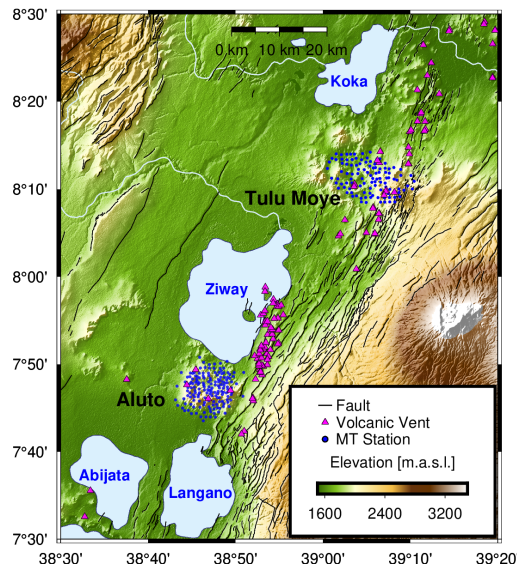 8°30'
0 km 10 km 20 km
Koka
8°20'
8°10'
Tulu Moye
8°00'
Ziway
7°50'
Aluto
Fault
Volcanic Vent
MT Station
Elevation [m.a.s.l.]
1600 2400 3200
7°40'
Abijata
Langano
7°30'
38°30' 38°40' 38°50' 39°00' 39°10' 39°20'